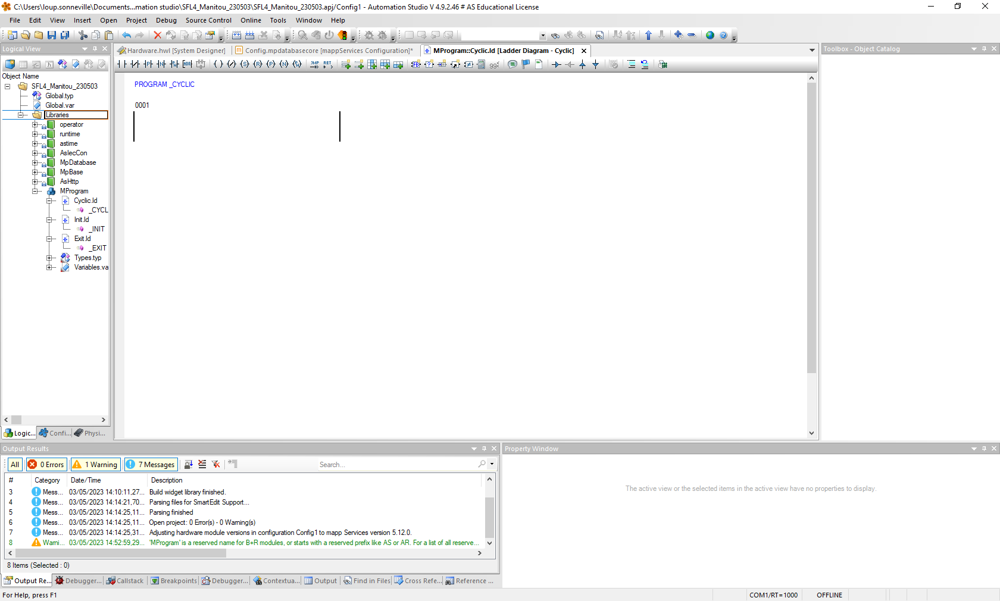 C:\Users\loup.sonneville\Documents...mation studio\SFL4_Manitou_230503\SFL4_Manitou_230503.apj/Config1 - Automation Studio V 4.9.2.46 # AS Educational License
File Edit View Insert Open Project Debug Source Control Online Tools Window Help
Logical View
Hardware.hwl [System Designer]
Config.mpdatabasecore [mappServices Configuration]*
MProgram::Cyclic.ld [Ladder Diagram - Cyclic]
Toolbox - Object Catalog
Object Name
SFL4_Manitou_230503
Global.typ
Global.var
Libraries
operator
runtime
astime
AsIecCon
MpDatabase
MpBase
AsHttp
MProgram
Cyclic.ld
_CYCL
Init.ld
_INIT
Exit.ld
_EXIT
Types.typ
Variables.va
JMP RET
PROGRAM _CYCLIC
0001
Logic... Confi... Physi...
Output Results
All 0 Errors 1 Warning 7 Messages Search...
# Category Date/Time Description
3 Mess... 03/05/2023 14:10:11,27... Build widget library finished.
4 Mess... 03/05/2023 14:14:21,70... Parsing files for SmartEdit Support...
5 Mess... 03/05/2023 14:14:25,11... Parsing finished
6 Mess... 03/05/2023 14:14:25,11... Open project: 0 Error(s) - 0 Warning(s)
7 Mess... 03/05/2023 14:14:25,31... Adjusting hardware module versions in configuration Config1 to mapp Services version 5.12.0.
8 Warni... 03/05/2023 14:52:59,29... 'MProgram' is a reserved name for B+R modules, or starts with a reserved prefix like AS or AR. For a list of all reserve...
8 Items (Selected : 0)
Output Re... Debugger... Callstack Breakpoints Debugger... Contextua... Output Find in Files Cross Refe... Reference ...
Property Window
The active view or the selected items in the active view have no properties to display.
For Help, press F1
COM1/RT=1000 OFFLINE